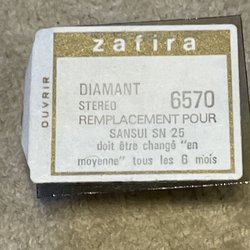 zafira
OUVRIR
DIAMANT
STEREO 6570
REMPLACEMENT POUR
SANSUI SN 25
doit être changé "en
moyenne" tous les 6 mois